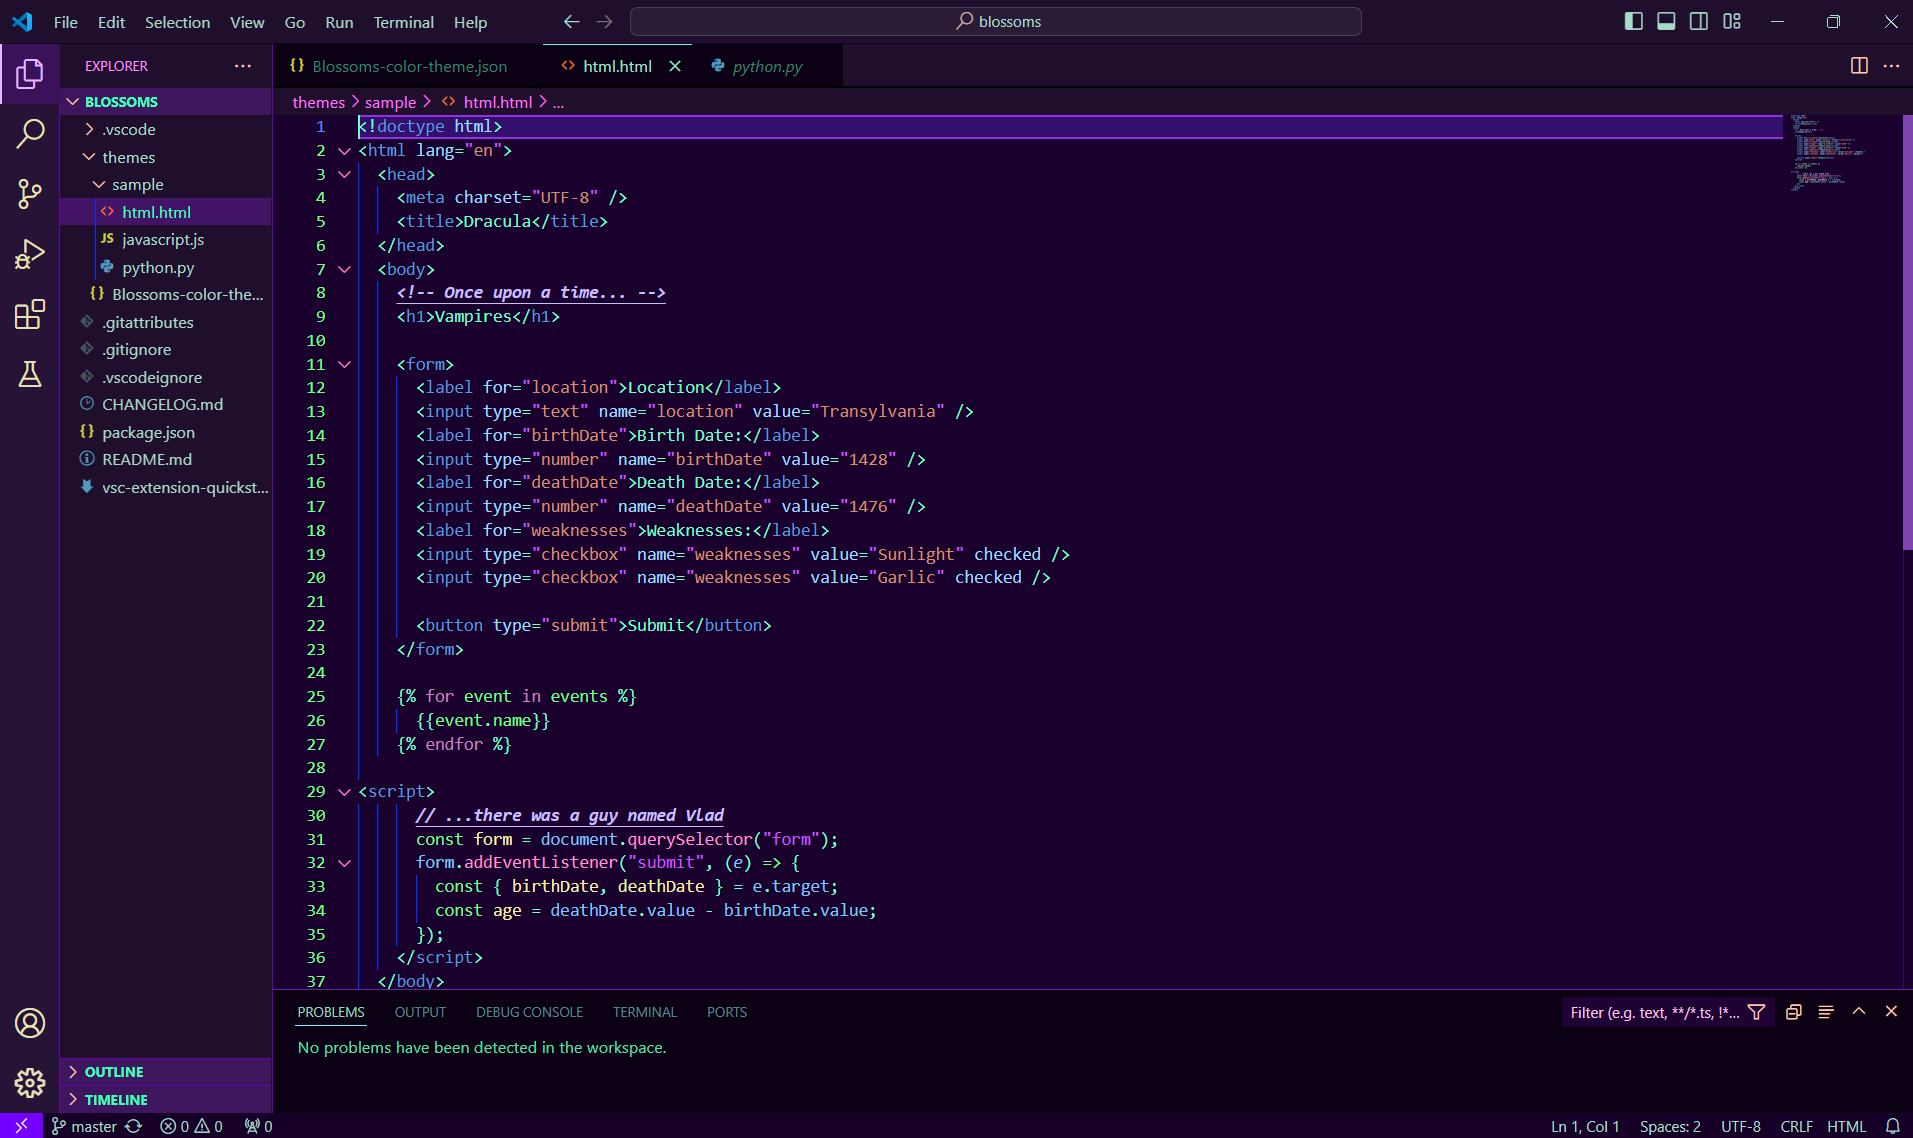 File Edit Selection View Go Run Terminal Help
blossoms
EXPLORER
BLOSSOMS
.vscode
themes
sample
html.html
javascript.js
python.py
Blossoms-color-the...
.gitattributes
.gitignore
.vscodeignore
CHANGELOG.md
package.json
README.md
vsc-extension-quickst...
OUTLINE
TIMELINE
Blossoms-color-theme.json html.html python.py
themes > sample > html.html > ...
1 <!doctype html>
2 <html lang="en">
3 <head>
4 <meta charset="UTF-8" />
5 <title>Dracula</title>
6 </head>
7 <body>
8 <!-- Once upon a time... -->
9 <h1>Vampires</h1>
10
11 <form>
12 <label for="location">Location</label>
13 <input type="text" name="location" value="Transylvania" />
14 <label for="birthDate">Birth Date:</label>
15 <input type="number" name="birthDate" value="1428" />
16 <label for="deathDate">Death Date:</label>
17 <input type="number" name="deathDate" value="1476" />
18 <label for="weaknesses">Weaknesses:</label>
19 <input type="checkbox" name="weaknesses" value="Sunlight" checked />
20 <input type="checkbox" name="weaknesses" value="Garlic" checked />
21
22 <button type="submit">Submit</button>
23 </form>
24
25 {% for event in events %}
26 {{event.name}}
27 {% endfor %}
28
29 <script>
30 // ...there was a guy named Vlad
31 const form = document.querySelector("form");
32 form.addEventListener("submit", (e) => {
33 const { birthDate, deathDate } = e.target;
34 const age = deathDate.value - birthDate.value;
35 });
36 </script>
37 </body>
PROBLEMS OUTPUT DEBUG CONSOLE TERMINAL PORTS
Filter (e.g. text, **/*.ts, !*...
No problems have been detected in the workspace.
master 0 0 0
Ln 1, Col 1 Spaces: 2 UTF-8 CRLF HTML